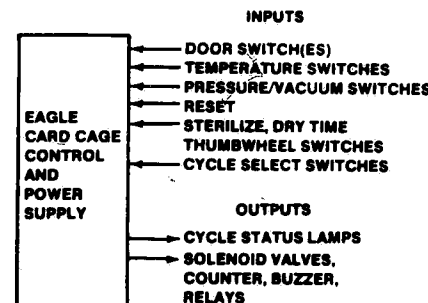 INPUTS
DOOR SWITCH(ES)
TEMPERATURE SWITCHES
PRESSURE/VACUUM SWITCHES
RESET
STERILIZE, DRY TIME
THUMBWHEEL SWITCHES
CYCLE SELECT SWITCHES
EAGLE
CARD CAGE
CONTROL
AND
POWER
SUPPLY
OUTPUTS
CYCLE STATUS LAMPS
SOLENOID VALVES,
COUNTER, BUZZER,
RELAYS